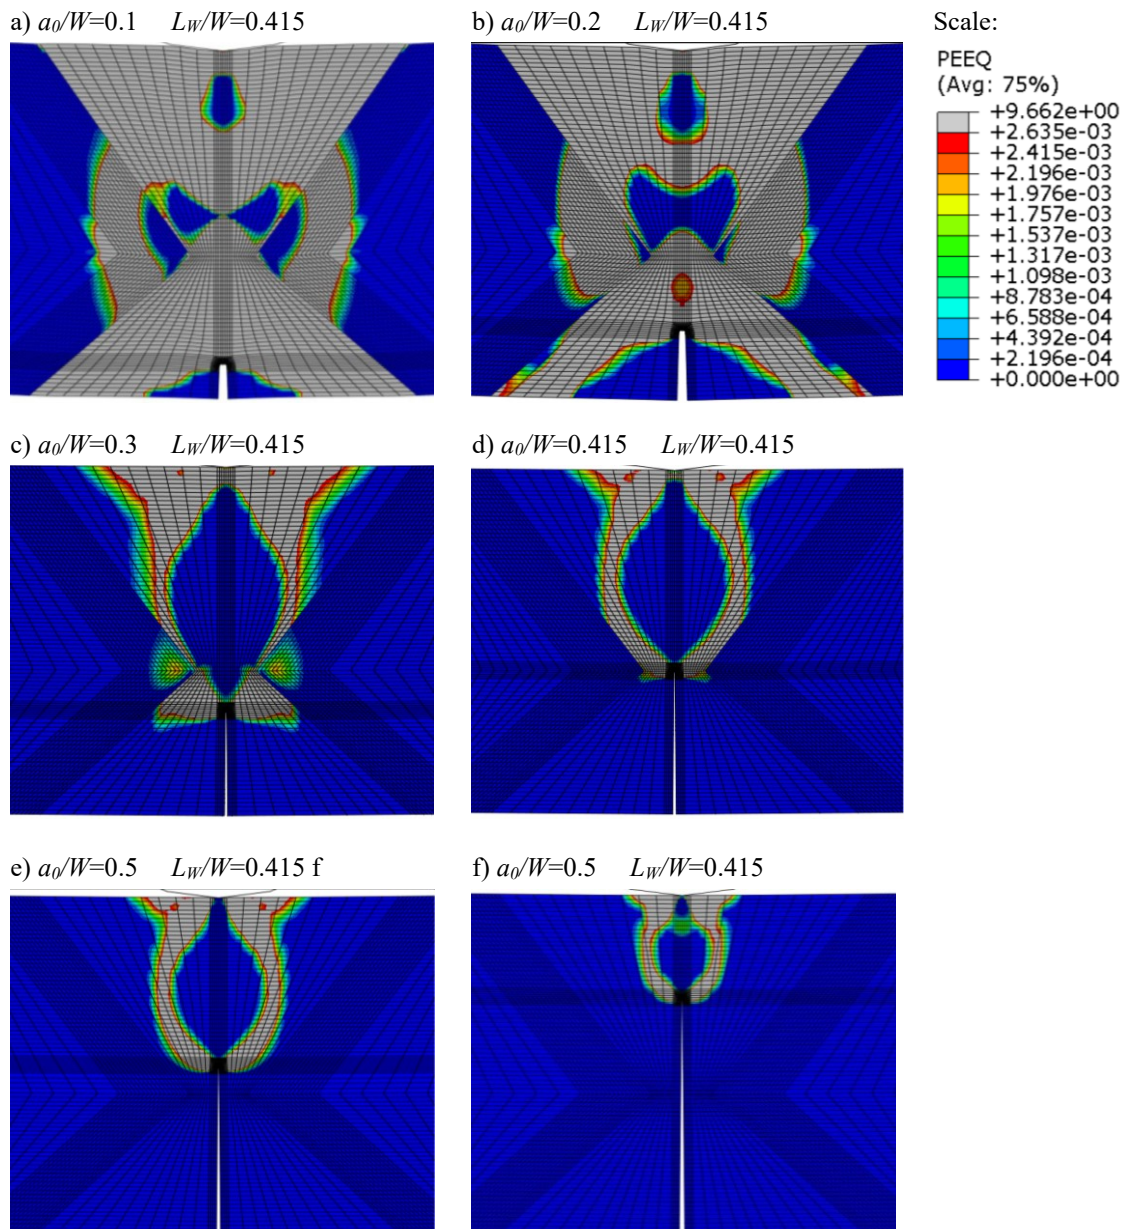 a) a0/W=0.1 LW/W=0.415
b) a0/W=0.2 LW/W=0.415
Scale:
PEEQ
(Avg: 75%)
+9.662e+00
+2.635e-03
+2.415e-03
+2.196e-03
+1.976e-03
+1.757e-03
+1.537e-03
+1.317e-03
+1.098e-03
+8.783e-04
+6.588e-04
+4.392e-04
+2.196e-04
+0.000e+00
c) a0/W=0.3 LW/W=0.415
d) a0/W=0.415 LW/W=0.415
e) a0/W=0.5 LW/W=0.415 f
f) a0/W=0.5 LW/W=0.415